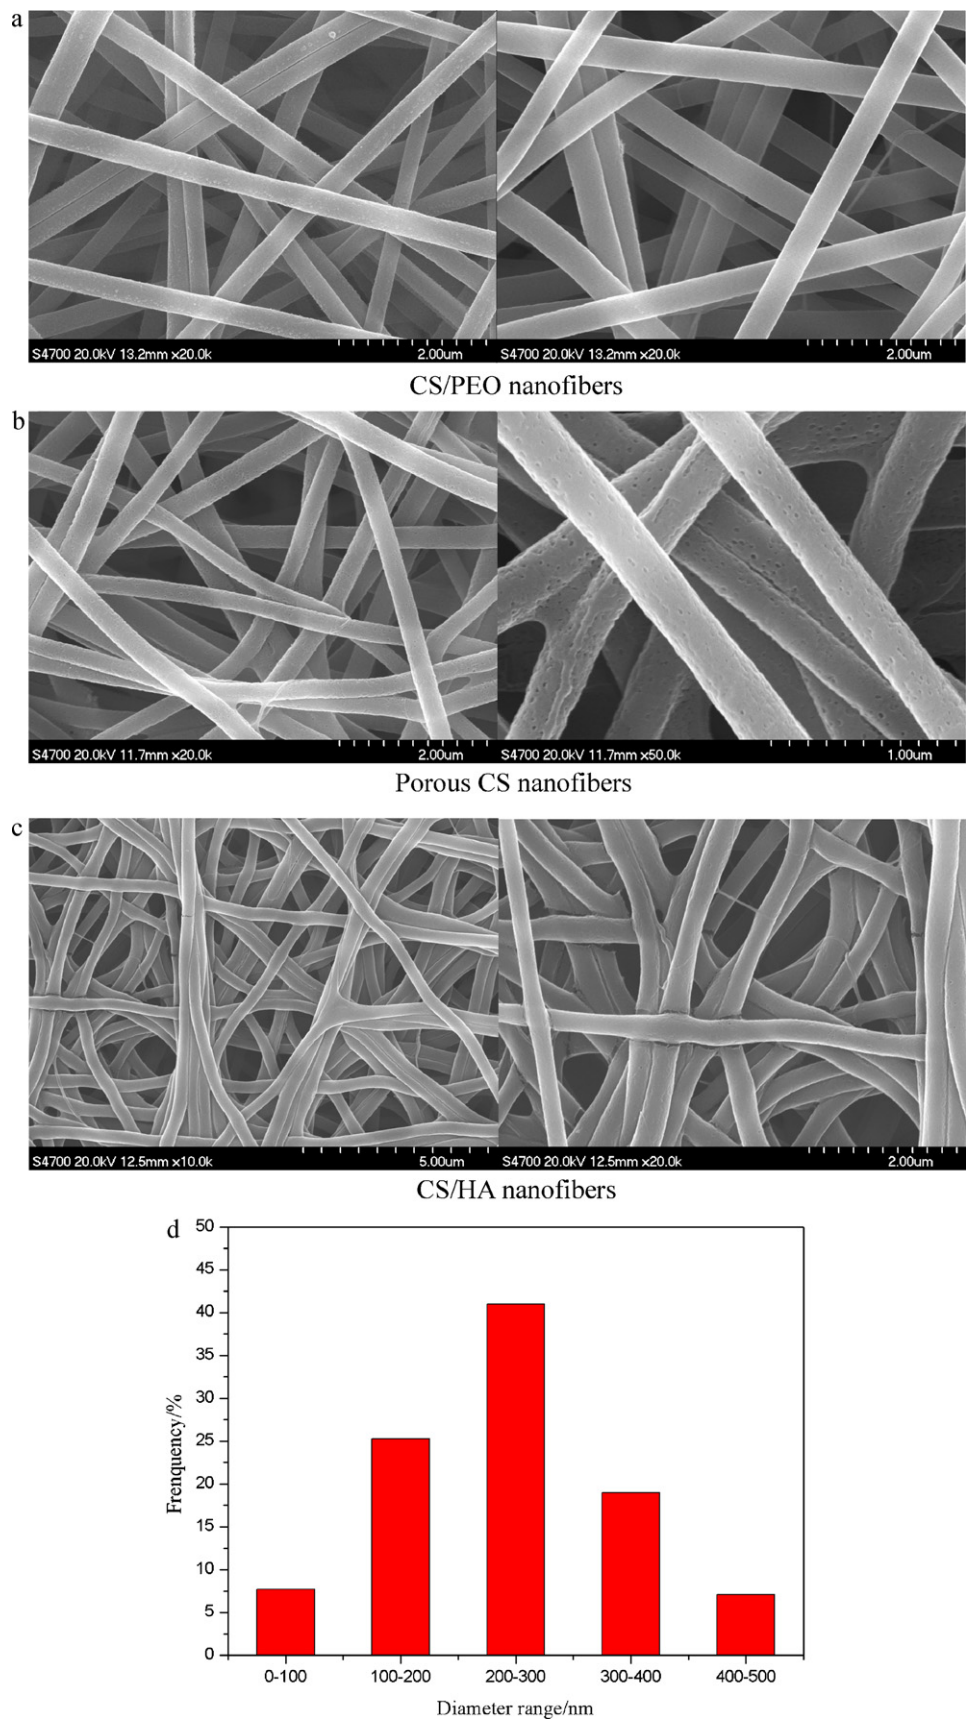 a
S4700 20.0kV 13.2mm x20.0k 2.00um
S4700 20.0kV 13.2mm x20.0k 2.00um
CS/PEO nanofibers
b
S4700 20.0kV 11.7mm x20.0k 2.00um
S4700 20.0kV 11.7mm x50.0k 1.00um
Porous CS nanofibers
c
S4700 20.0kV 12.5mm x10.0k 5.00um
S4700 20.0kV 12.5mm x20.0k 2.00um
CS/HA nanofibers
d
50
45
40
35
30
25
20
15
10
5
0
Frenquency/%
0-100 100-200 200-300 300-400 400-500
Diameter range/nm